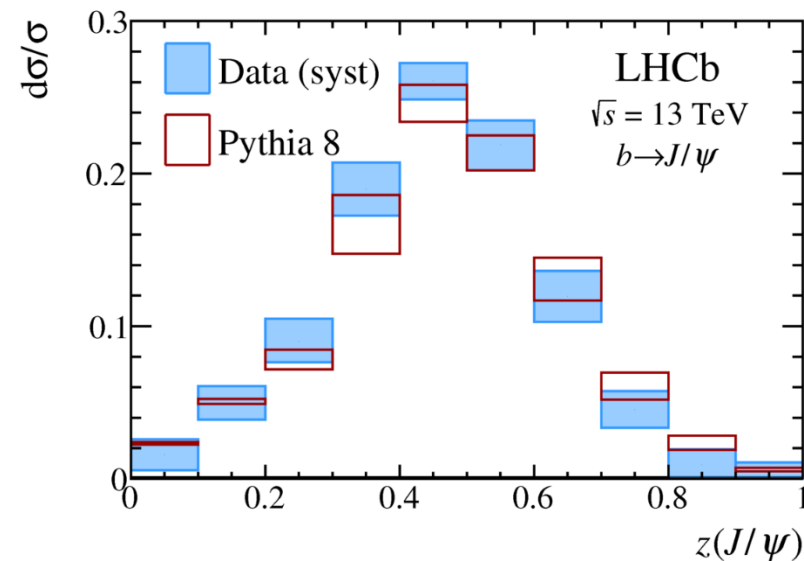 dσ/σ
0.3
0.2
0.1
0
Data (syst)
Pythia 8
LHCb
√s = 13 TeV
b→J/ψ
0 0.2 0.4 0.6 0.8 1
z(J/ψ)